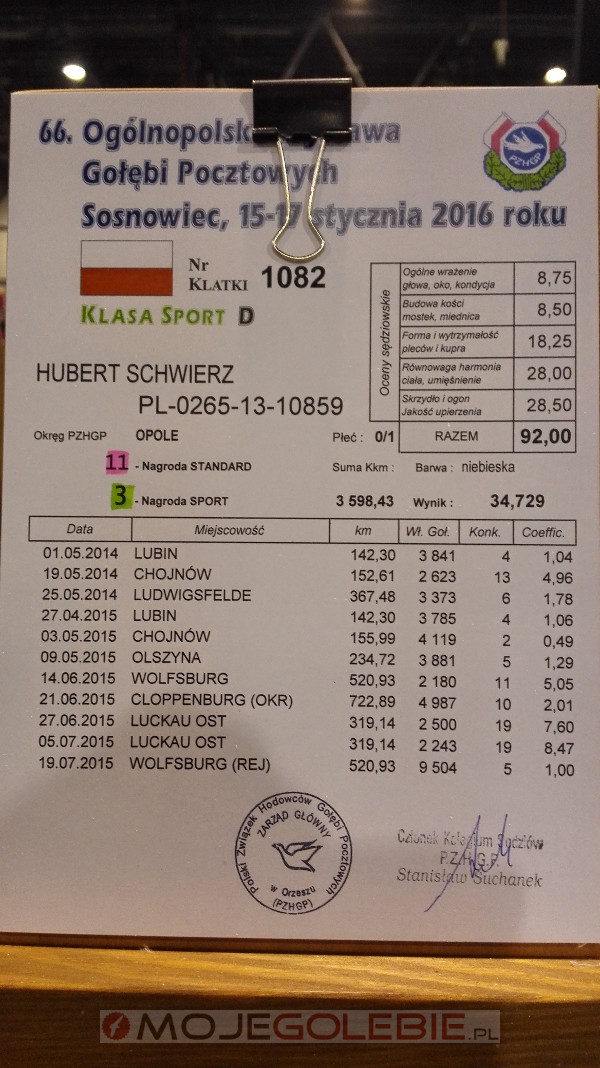 66. Ogólnopolsk wa
Gołębi Pocztowych
Sosnowiec, 15-17 stycznia 2016 roku
PZHGP
Nr
KLATKI 1082
KLASA SPORT D
Oceny sędziowskie
Ogólne wrażenie
głowa, oko, kondycja 8,75
Budowa kości
mostek, miednica 8,50
Forma i wytrzymałość
pleców i kupra 18,25
Równowaga harmonia
ciała, umięśnienie 28,00
Skrzydło i ogon
Jakość upierzenia 28,50
RAZEM 92,00
HUBERT SCHWIERZ
PL-0265-13-10859
Okręg PZHGP OPOLE Płeć : 0/1
11 - Nagroda STANDARD Suma Kkm : Barwa : niebieska
3 - Nagroda SPORT 3 598,43 Wynik : 34,729
Data Miejscowość km Wł. Goł. Konk. Coeffic.
01.05.2014 LUBIN 142,30 3 841 4 1,04
19.05.2014 CHOJNÓW 152,61 2 623 13 4,96
25.05.2014 LUDWIGSFELDE 367,48 3 373 6 1,78
27.04.2015 LUBIN 142,30 3 785 4 1,06
03.05.2015 CHOJNÓW 155,99 4 119 2 0,49
09.05.2015 OLSZYNA 234,72 3 881 5 1,29
14.06.2015 WOLFSBURG 520,93 2 180 11 5,05
21.06.2015 CLOPPENBURG (OKR) 722,89 4 987 10 2,01
27.06.2015 LUCKAU OST 319,14 2 500 19 7,60
05.07.2015 LUCKAU OST 319,14 2 243 19 8,47
19.07.2015 WOLFSBURG (REJ) 520,93 9 504 5 1,00
Polski Związek Hodowców Gołębi Pocztowych
ZARZĄD GŁÓWNY
w Orzeszu
(PZHGP)
Członek Kolegium Sędziów
P.Z.H.G.P.
Stanisław Suchanek
MOJEGOLEBIE.PL